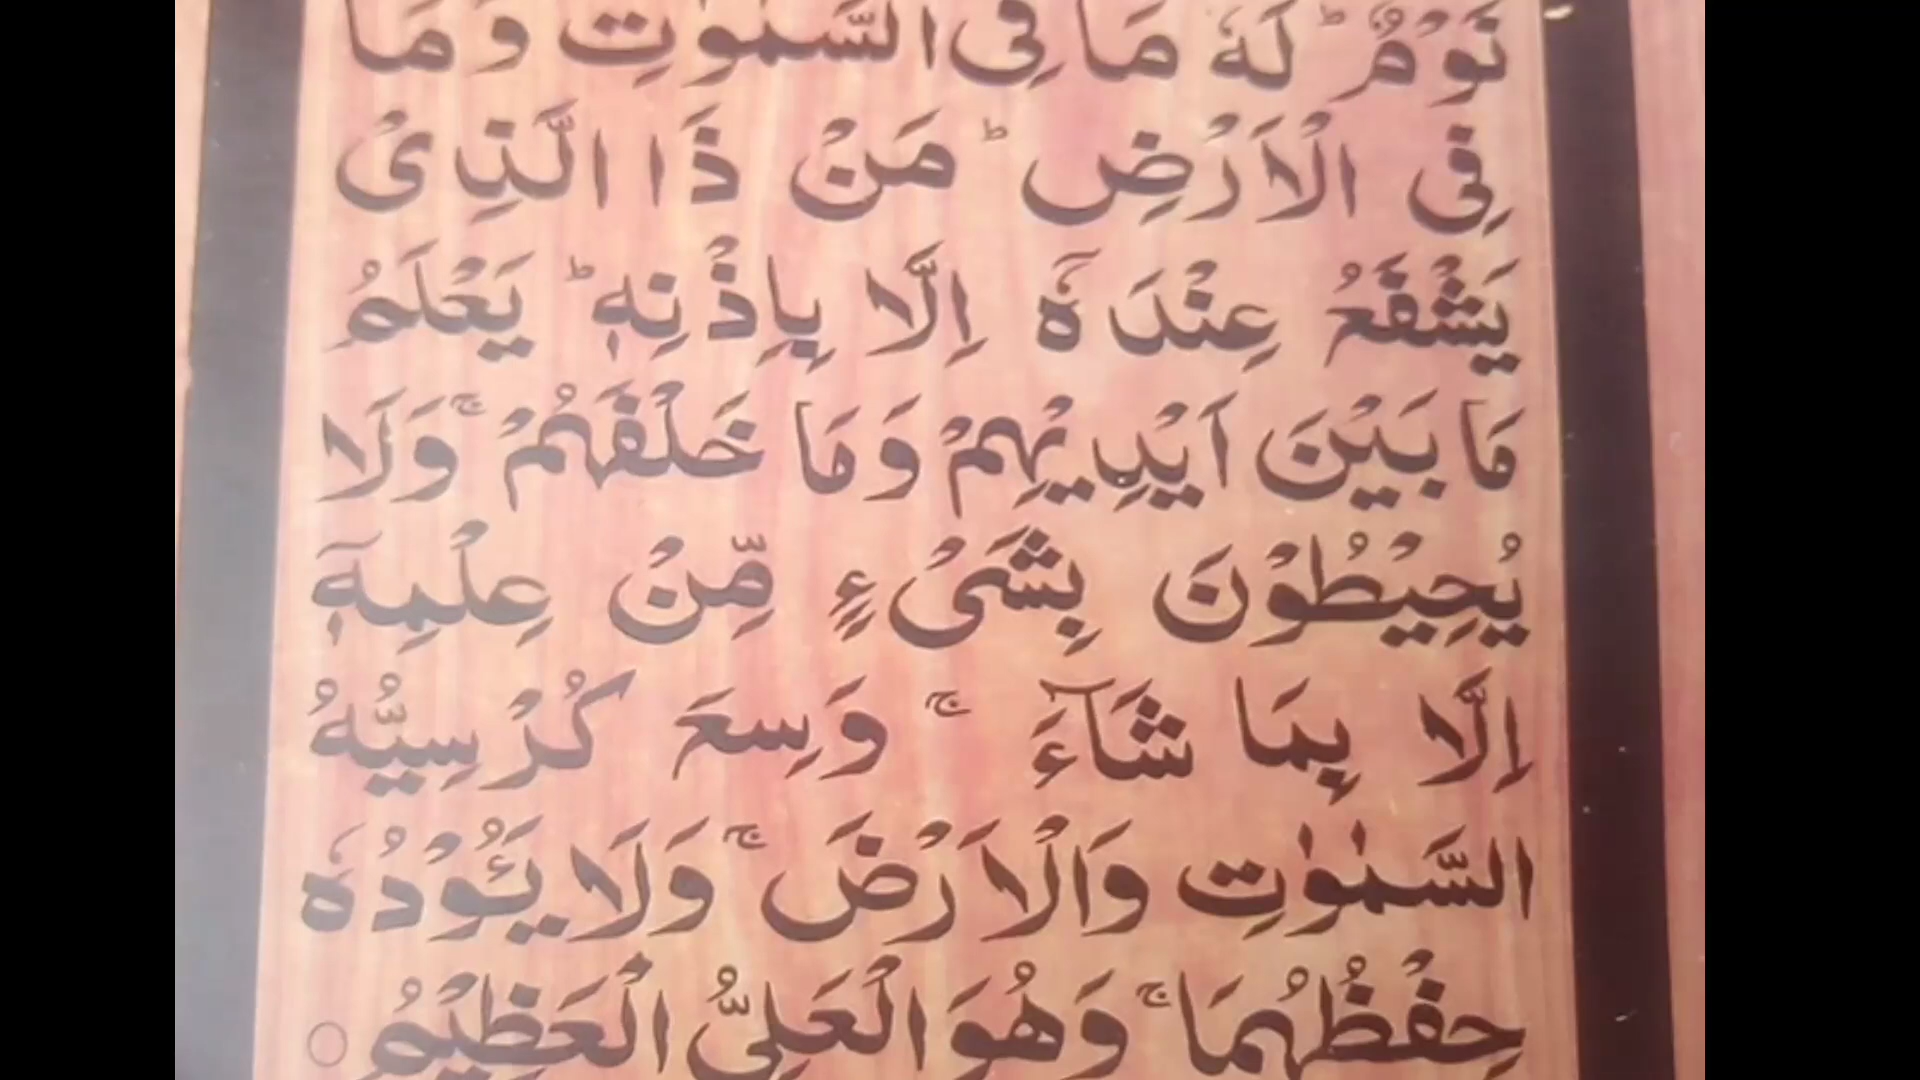 نَوْمٌ ؕ لَهٗ مَا فِی السَّمٰوٰتِ وَمَا
فِی الْاَرْضِ ؕ مَنْ ذَا الَّذِیْ
یَشْفَعُ عِنْدَهٗۤ اِلَّا بِاِذْنِهٖ ؕ یَعْلَمُ
مَا بَیْنَ اَیْدِیْهِمْ وَمَا خَلْفَهُمْ ۚ وَلَا
یُحِیْطُوْنَ بِشَیْءٍ مِّنْ عِلْمِهٖۤ
اِلَّا بِمَا شَآءَ ۚ وَسِعَ كُرْسِیُّهُ
السَّمٰوٰتِ وَالْاَرْضَ ۚ وَلَا یَـُٔوْدُهٗ
حِفْظُهُمَا ۚ وَهُوَ الْعَلِیُّ الْعَظِیْمُ ○